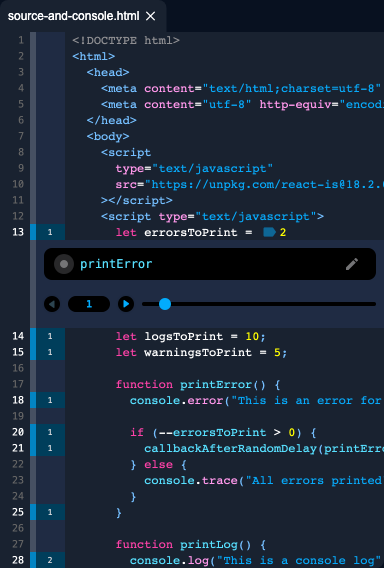 source-and-console.html
1 <!DOCTYPE html>
2 <html>
3 <head>
4 <meta content="text/html;charset=utf-8"
5 <meta content="utf-8" http-equiv="encodi
6 </head>
7 <body>
8 <script
9 type="text/javascript"
10 src="https://unpkg.com/react-is@18.2.0
11 ></script>
12 <script type="text/javascript">
13 1 let errorsToPrint = 2
printError
1
14 1 let logsToPrint = 10;
15 1 let warningsToPrint = 5;
16
17 function printError() {
18 1 console.error("This is an error for
19
20 1 if (--errorsToPrint > 0) {
21 1 callbackAfterRandomDelay(printErro
22 } else {
23 console.trace("All errors printed
24 }
25 1 }
26
27 function printLog() {
28 2 console.log("This is a console log"